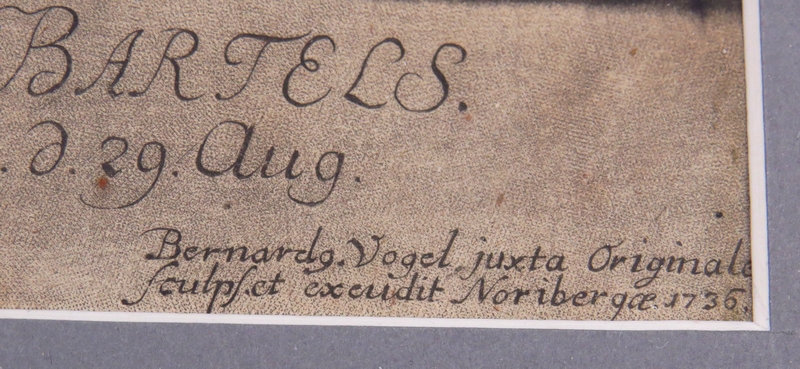 BARTELS.
. d. 29. Aug.
Bernardg. Vogel juxta Originale
sculps. et excudit Noribergæ. 1736.